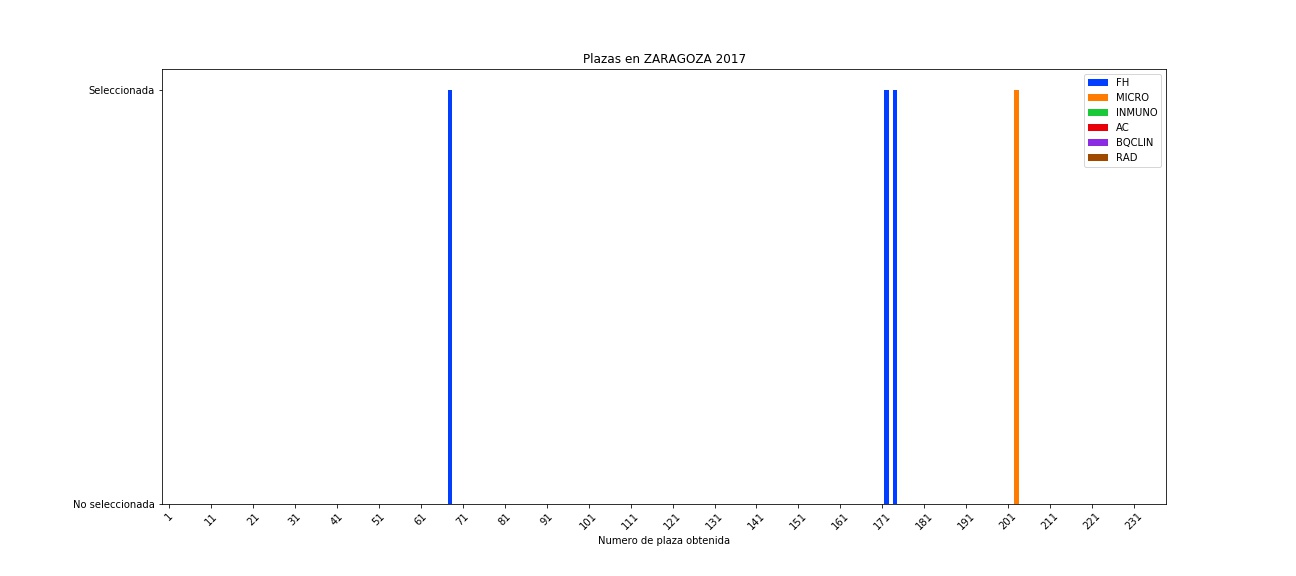 Plazas en ZARAGOZA 2017
Seleccionada
No seleccionada
FH
MICRO
INMUNO
AC
BQCLIN
RAD
1 11 21 31 41 51 61 71 81 91 101 111 121 131 141 151 161 171 181 191 201 211 221 231
Numero de plaza obtenida